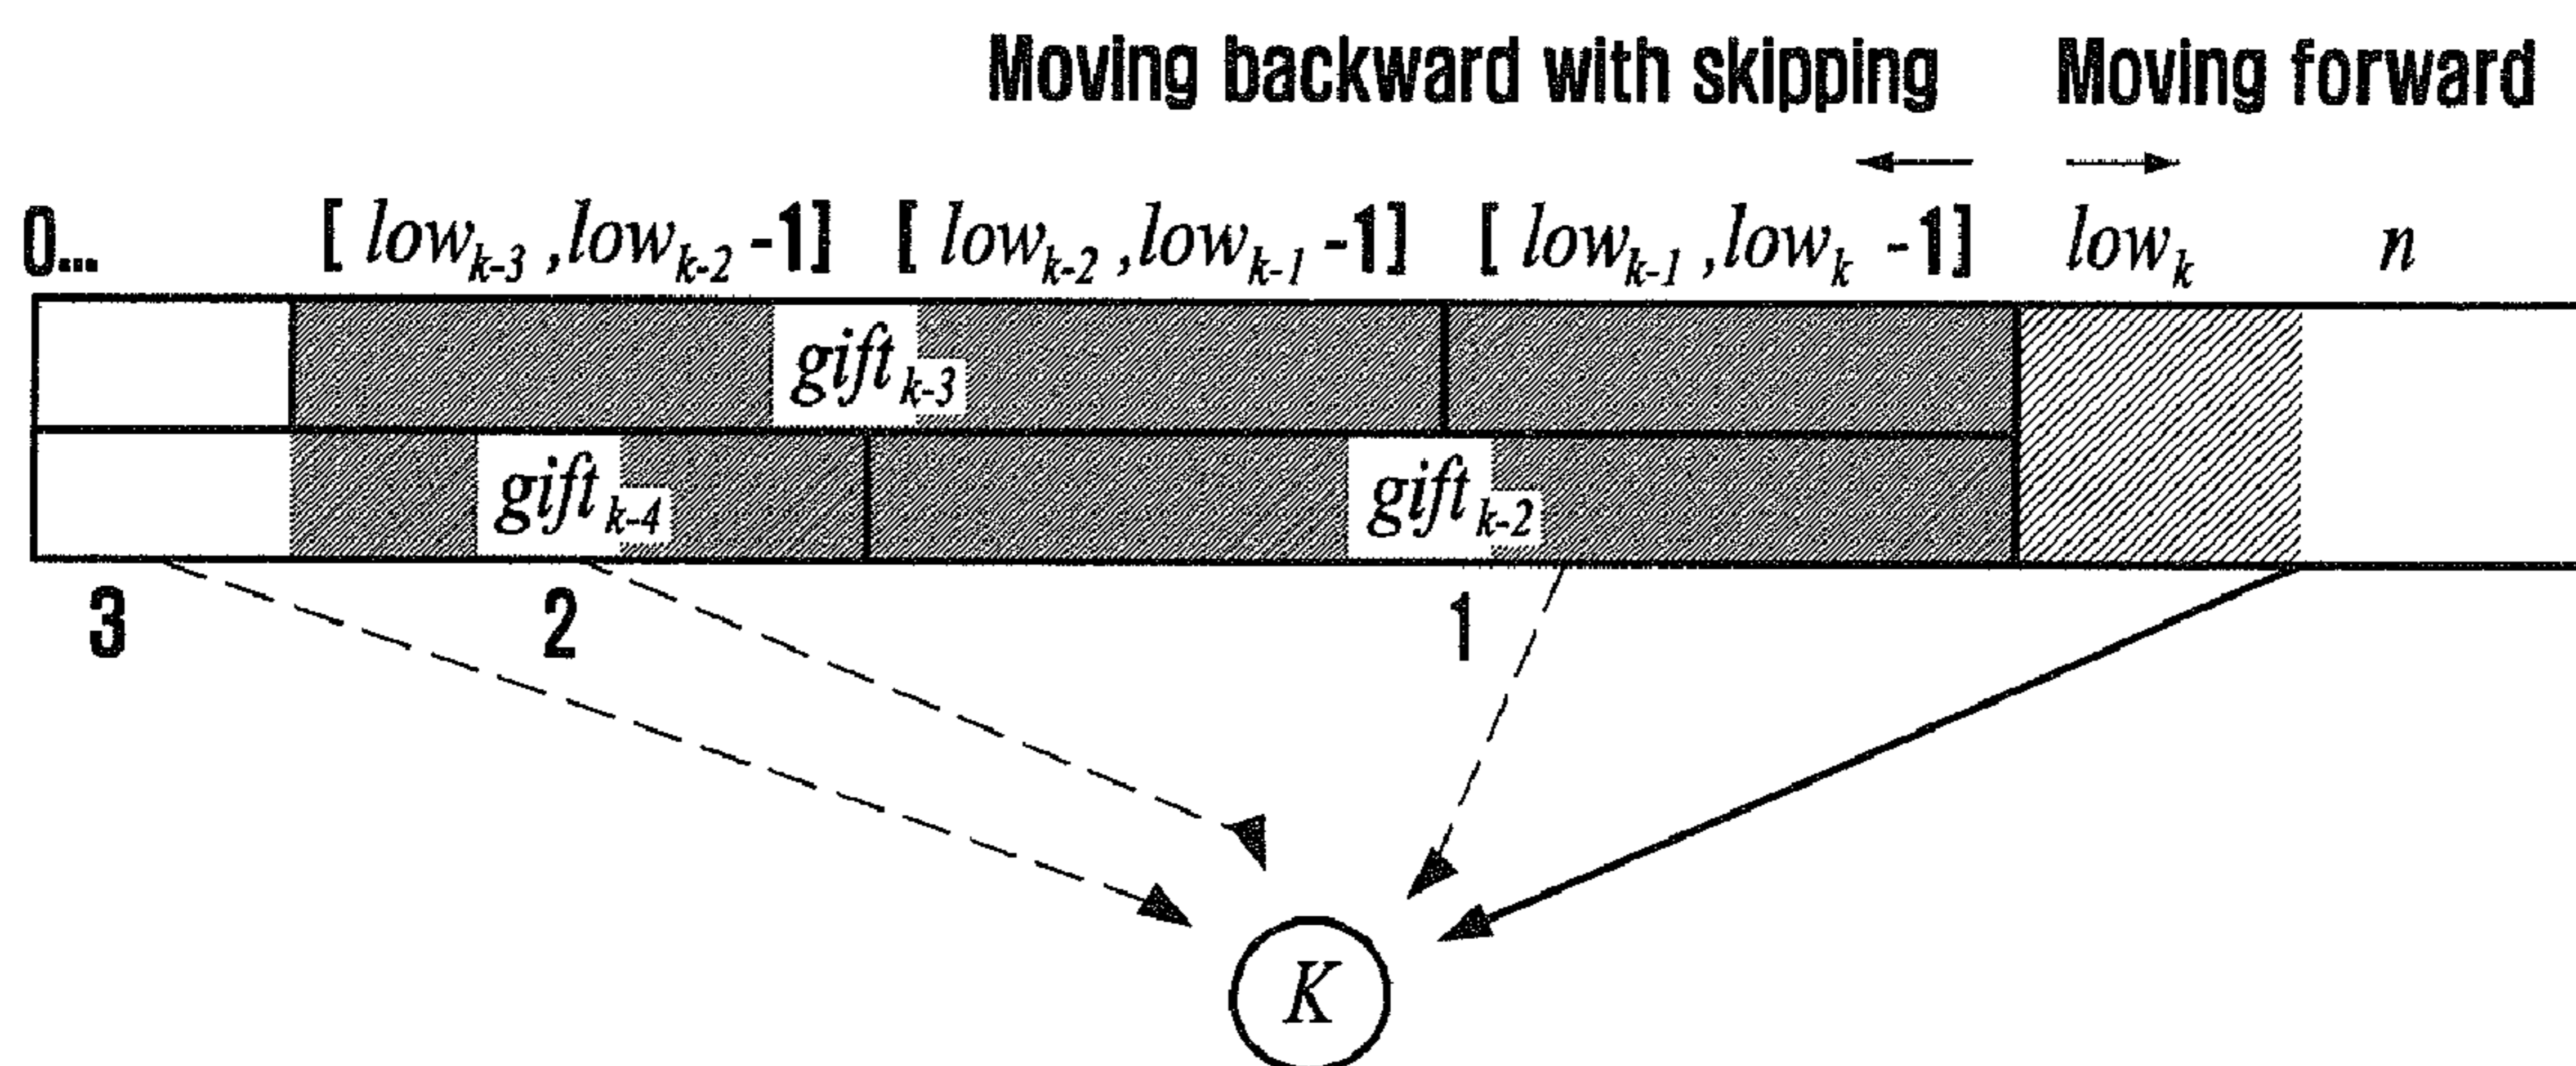 Moving backward with skipping Moving forward
0... [ low_{k-3} ,low_{k-2} -1] [ low_{k-2} ,low_{k-1} -1] [ low_{k-1} ,low_k -1] low_k n
gift_{k-3}
gift_{k-4} gift_{k-2}
3 2 1
K